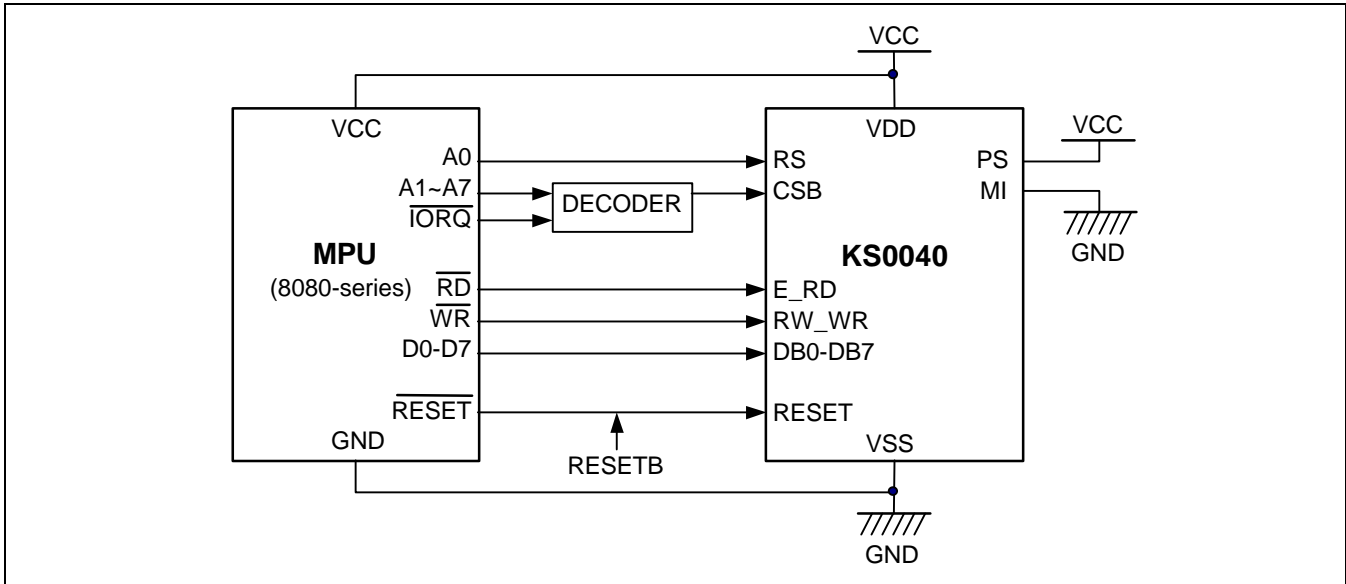 VCC
VCC
VDD
VCC
A0
RS
PS
A1~A7
DECODER
CSB
MI
IORQ
MPU
KS0040
GND
(8080-series)
RD
E_RD
WR
RW_WR
D0-D7
DB0-DB7
RESET
RESET
GND
RESETB
VSS
GND